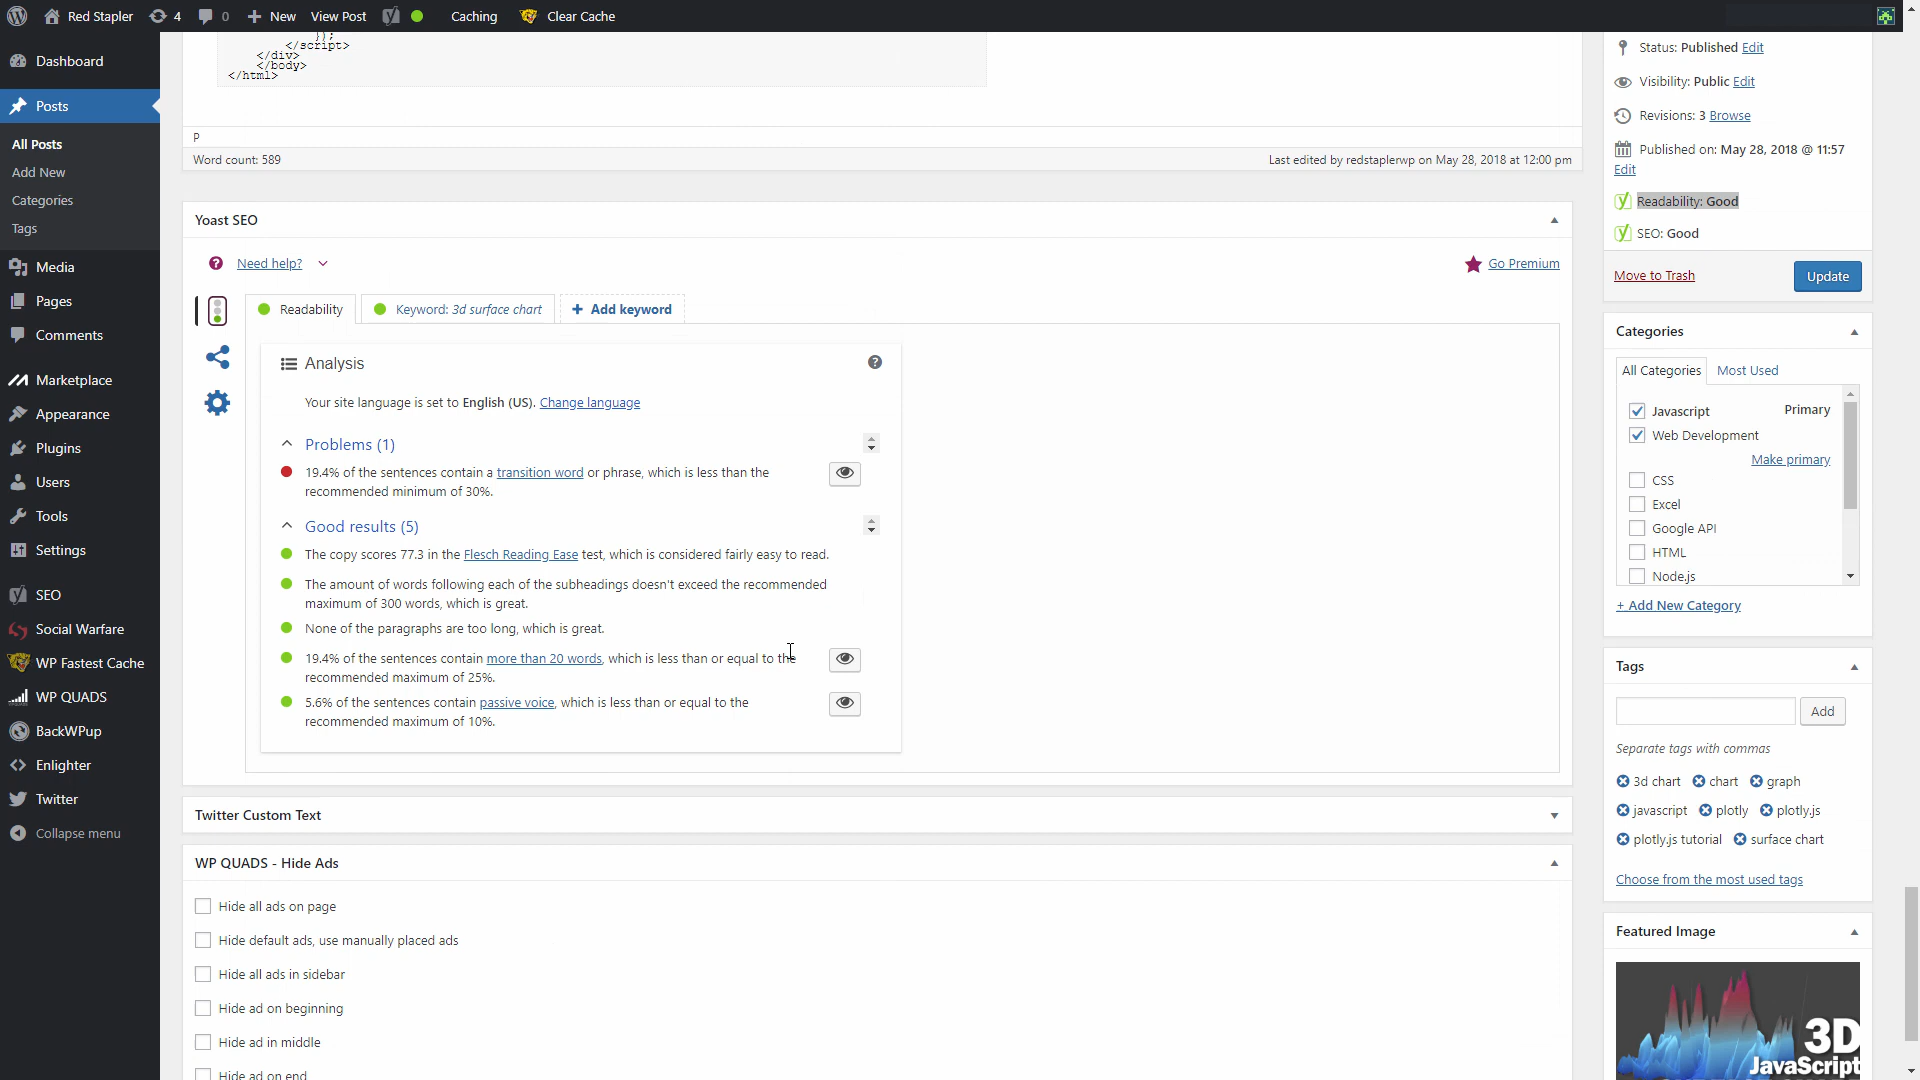 Red Stapler
4
0
New
View Post
Caching
Clear Cache
Dashboard
Posts
All Posts
Add New
Categories
Tags
Media
Pages
Comments
Marketplace
Appearance
Plugins
Users
Tools
Settings
SEO
Social Warfare
WP Fastest Cache
WP QUADS
BackWPup
Enlighter
Twitter
Collapse menu
});
</script>
</div>
</body>
</html>
P
Word count: 589
Last edited by redstaplerwp on May 28, 2018 at 12:00 pm
Yoast SEO
Need help?
Go Premium
Readability
Keyword: 3d surface chart
+ Add keyword
Analysis
Your site language is set to English (US). Change language
Problems (1)
19.4% of the sentences contain a transition word or phrase, which is less than the
recommended minimum of 30%.
Good results (5)
The copy scores 77.3 in the Flesch Reading Ease test, which is considered fairly easy to read.
The amount of words following each of the subheadings doesn't exceed the recommended
maximum of 300 words, which is great.
None of the paragraphs are too long, which is great.
19.4% of the sentences contain more than 20 words, which is less than or equal to the
recommended maximum of 25%.
5.6% of the sentences contain passive voice, which is less than or equal to the
recommended maximum of 10%.
Twitter Custom Text
WP QUADS - Hide Ads
Hide all ads on page
Hide default ads, use manually placed ads
Hide all ads in sidebar
Hide ad on beginning
Hide ad in middle
Hide ad on end
Status: Published Edit
Visibility: Public Edit
Revisions: 3 Browse
Published on: May 28, 2018 @ 11:57
Edit
Readability: Good
SEO: Good
Move to Trash
Update
Categories
All Categories
Most Used
Javascript
Primary
Web Development
Make primary
CSS
Excel
Google API
HTML
Node.js
+ Add New Category
Tags
Add
Separate tags with commas
3d chart chart graph
javascript plotly plotly.js
plotly.js tutorial surface chart
Choose from the most used tags
Featured Image
3D
JavaScript